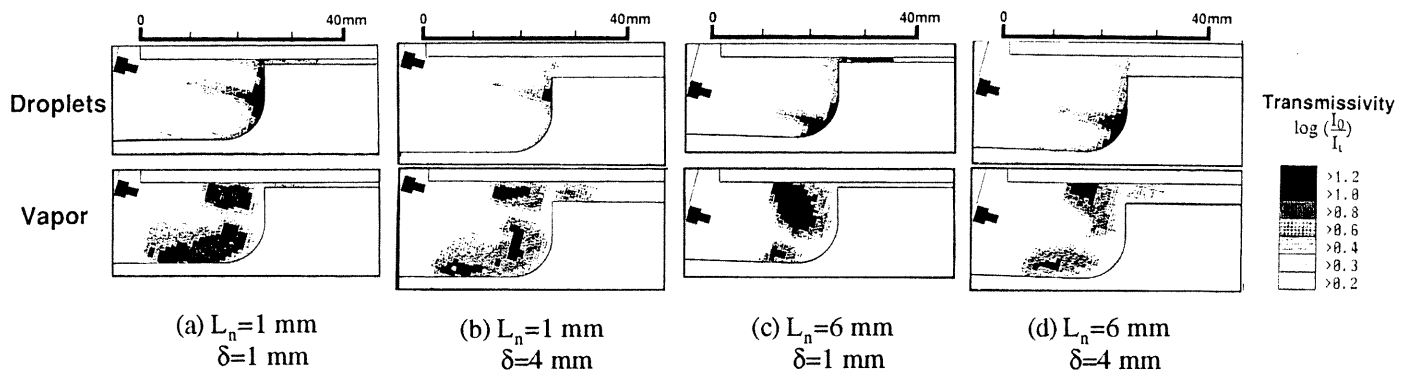 0 40mm 0 40mm 0 40mm 0 40mm
Droplets
Transmissivity
log (I₀/Iₜ)
>1.2
>1.0
>0.8
>0.6
>0.4
>0.3
>0.2
Vapor
(a) Lₙ=1 mm (b) Lₙ=1 mm (c) Lₙ=6 mm (d) Lₙ=6 mm
δ=1 mm δ=4 mm δ=1 mm δ=4 mm